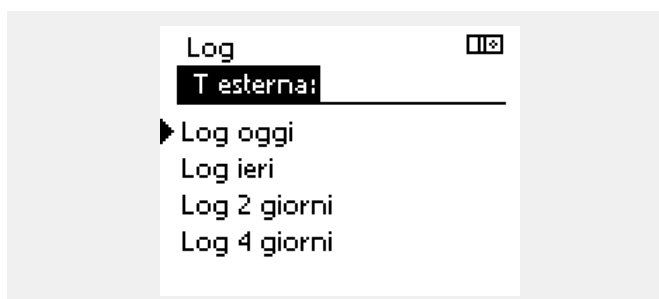 Log
T esterna:
Log oggi
Log ieri
Log 2 giorni
Log 4 giorni